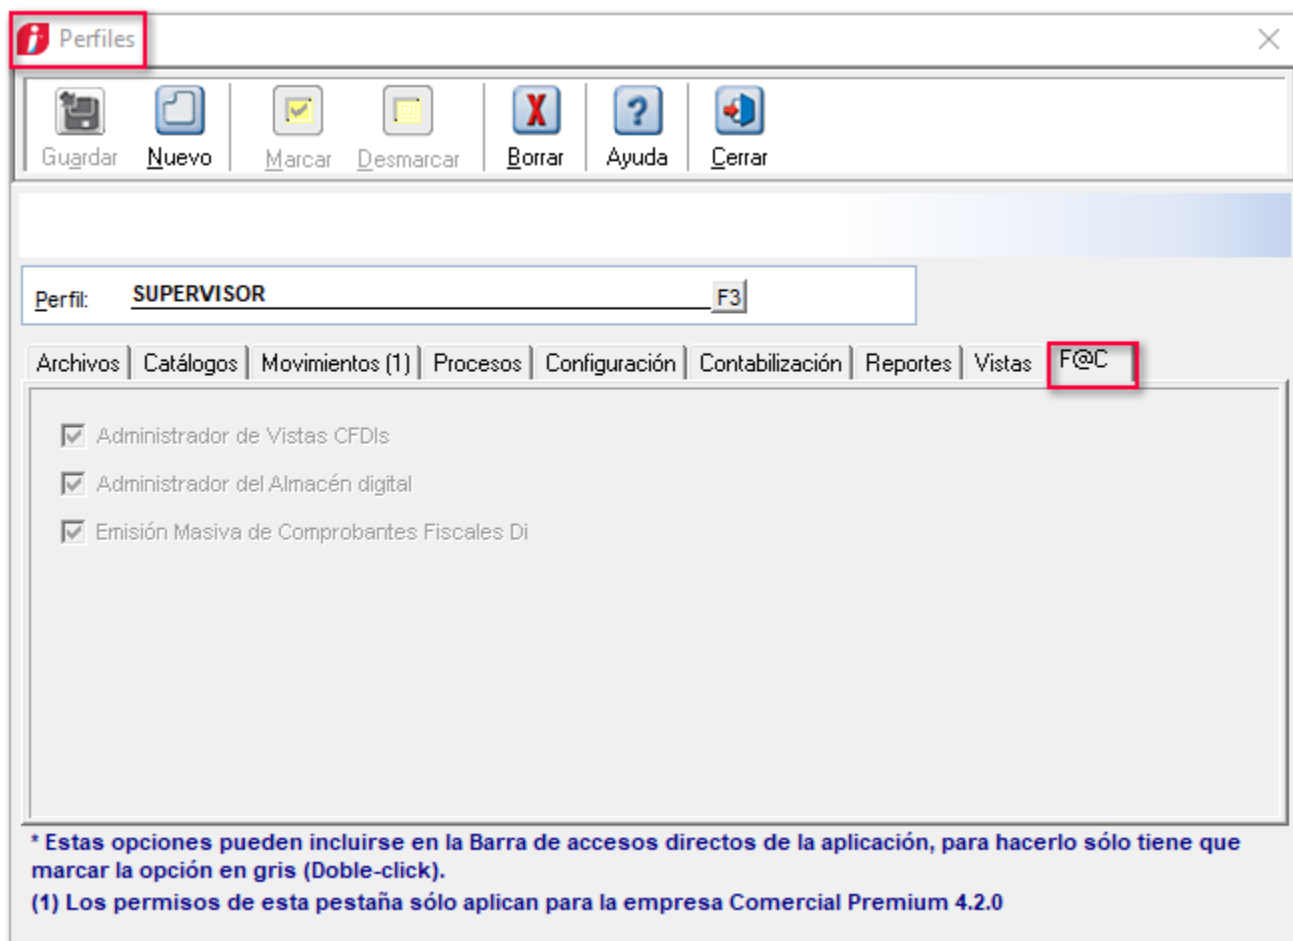 Perfiles
Guardar Nuevo Marcar Desmarcar Borrar Ayuda Cerrar
Perfil: SUPERVISOR F3
Archivos Catálogos Movimientos (1) Procesos Configuración Contabilización Reportes Vistas F@C
Administrador de Vistas CFDIs
Administrador del Almacén digital
Emisión Masiva de Comprobantes Fiscales Di
* Estas opciones pueden incluirse en la Barra de accesos directos de la aplicación, para hacerlo sólo tiene que
marcar la opción en gris (Doble-click).
(1) Los permisos de esta pestaña sólo aplican para la empresa Comercial Premium 4.2.0